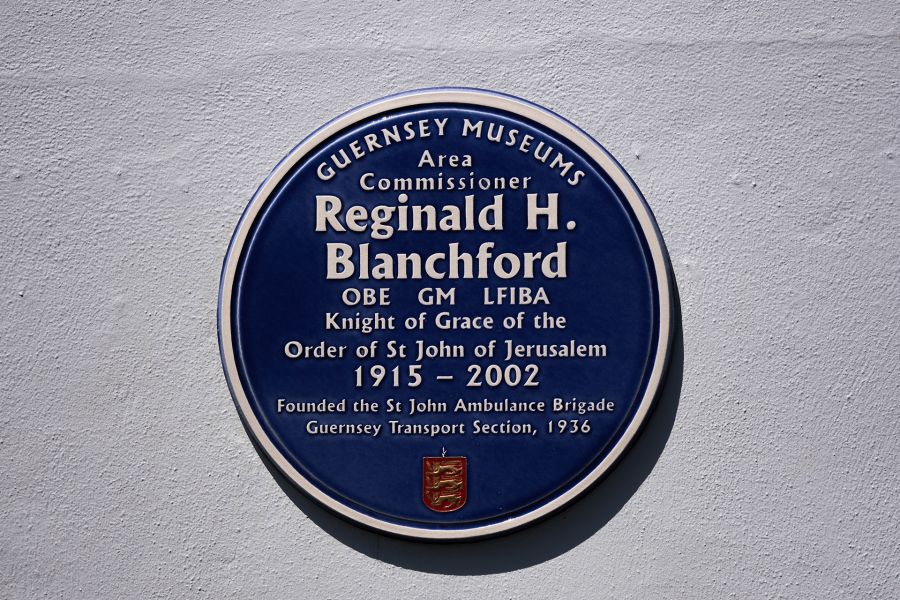 GUERNSEY MUSEUMS
Area
Commissioner
Reginald H.
Blanchford
OBE GM LFIBA
Knight of Grace of the
Order of St John of Jerusalem
1915 – 2002
Founded the St John Ambulance Brigade
Guernsey Transport Section, 1936